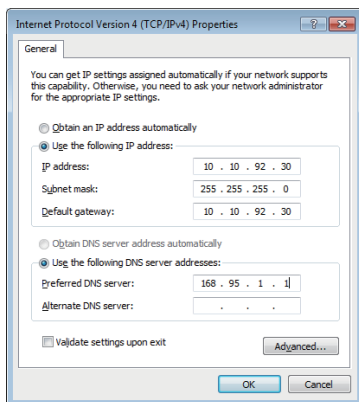 Internet Protocol Version 4 (TCP/IPv4) Properties
General
You can get IP settings assigned automatically if your network supports
this capability. Otherwise, you need to ask your network administrator
for the appropriate IP settings.
Obtain an IP address automatically
Use the following IP address:
IP address: 10 . 10 . 92 . 30
Subnet mask: 255 . 255 . 255 . 0
Default gateway: 10 . 10 . 92 . 30
Obtain DNS server address automatically
Use the following DNS server addresses:
Preferred DNS server: 168 . 95 . 1 . 1
Alternate DNS server: . . .
Validate settings upon exit
Advanced...
OK Cancel